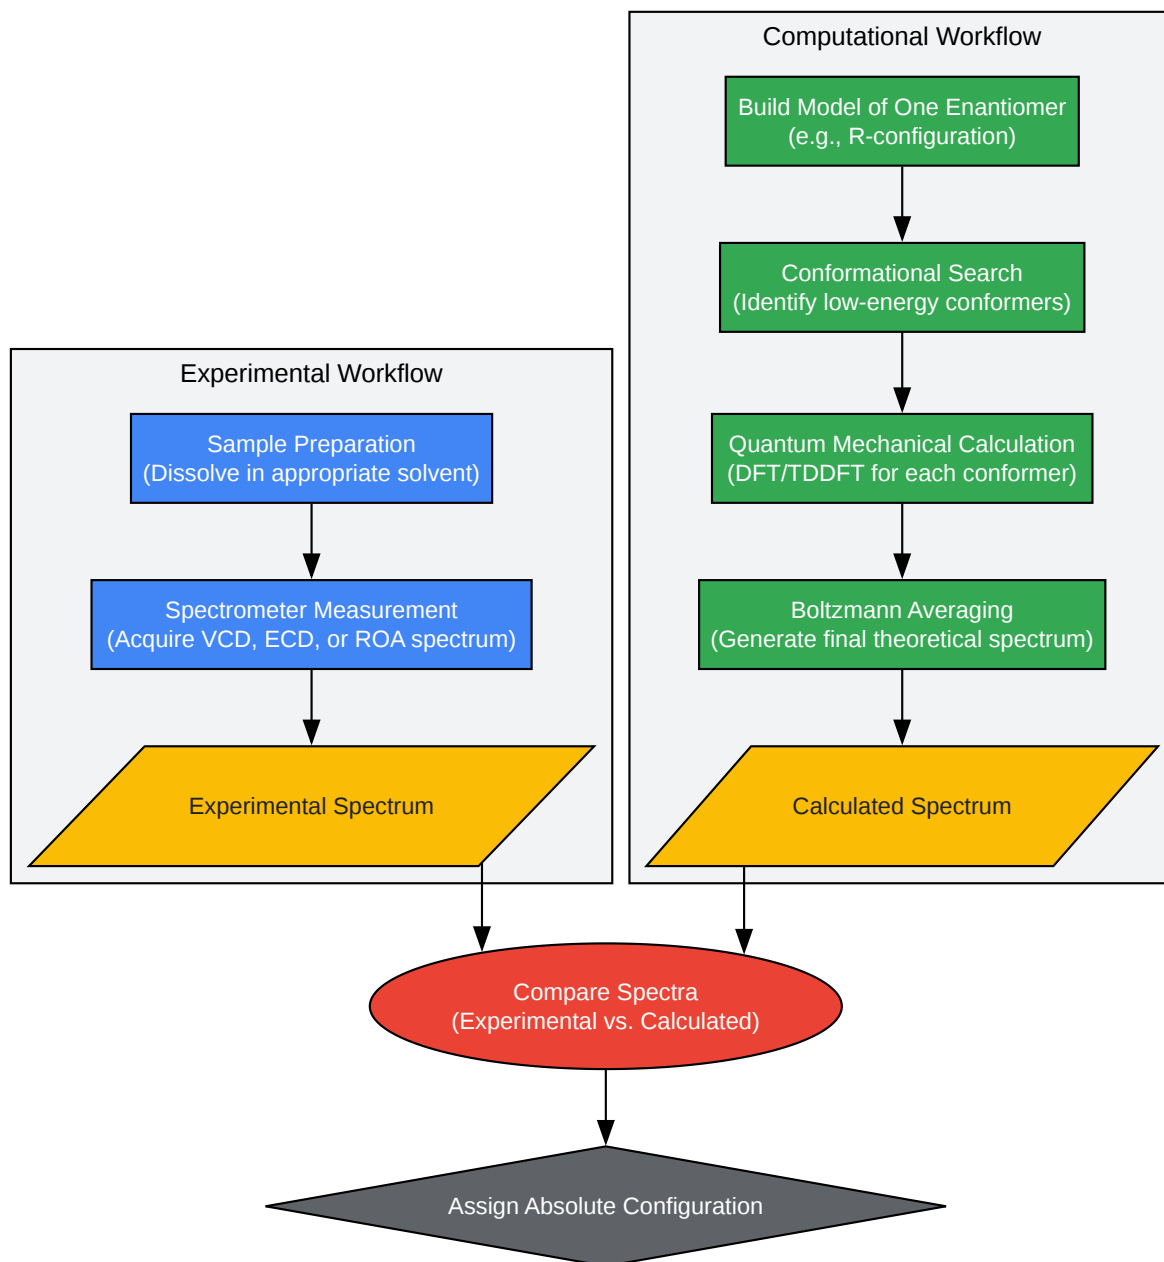 Computational Workflow
Build Model of One Enantiomer
(e.g., R-configuration)
Conformational Search
(Identify low-energy conformers)
Quantum Mechanical Calculation
(DFT/TDDFT for each conformer)
Boltzmann Averaging
(Generate final theoretical spectrum)
Calculated Spectrum
Experimental Workflow
Sample Preparation
(Dissolve in appropriate solvent)
Spectrometer Measurement
(Acquire VCD, ECD, or ROA spectrum)
Experimental Spectrum
Compare Spectra
(Experimental vs. Calculated)
Assign Absolute Configuration